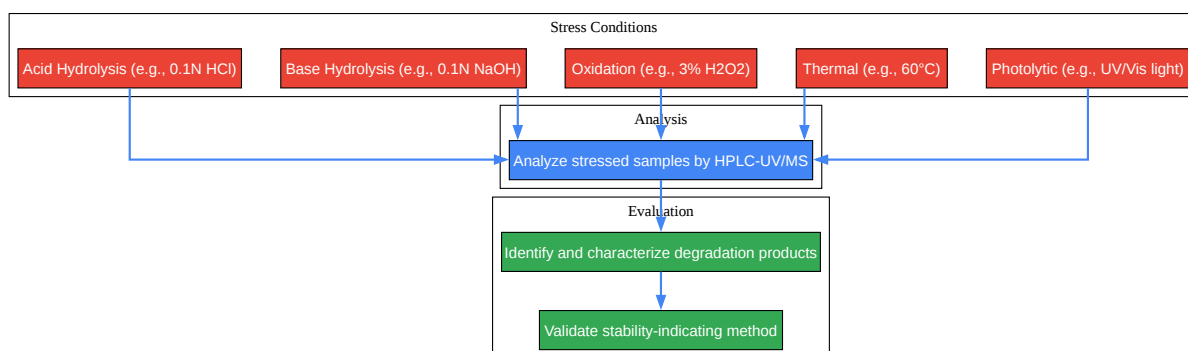 Stress Conditions
Acid Hydrolysis (e.g., 0.1N HCl)
Base Hydrolysis (e.g., 0.1N NaOH)
Oxidation (e.g., 3% H2O2)
Thermal (e.g., 60°C)
Photolytic (e.g., UV/Vis light)
Analysis
Analyze stressed samples by HPLC-UV/MS
Evaluation
Identify and characterize degradation products
Validate stability-indicating method